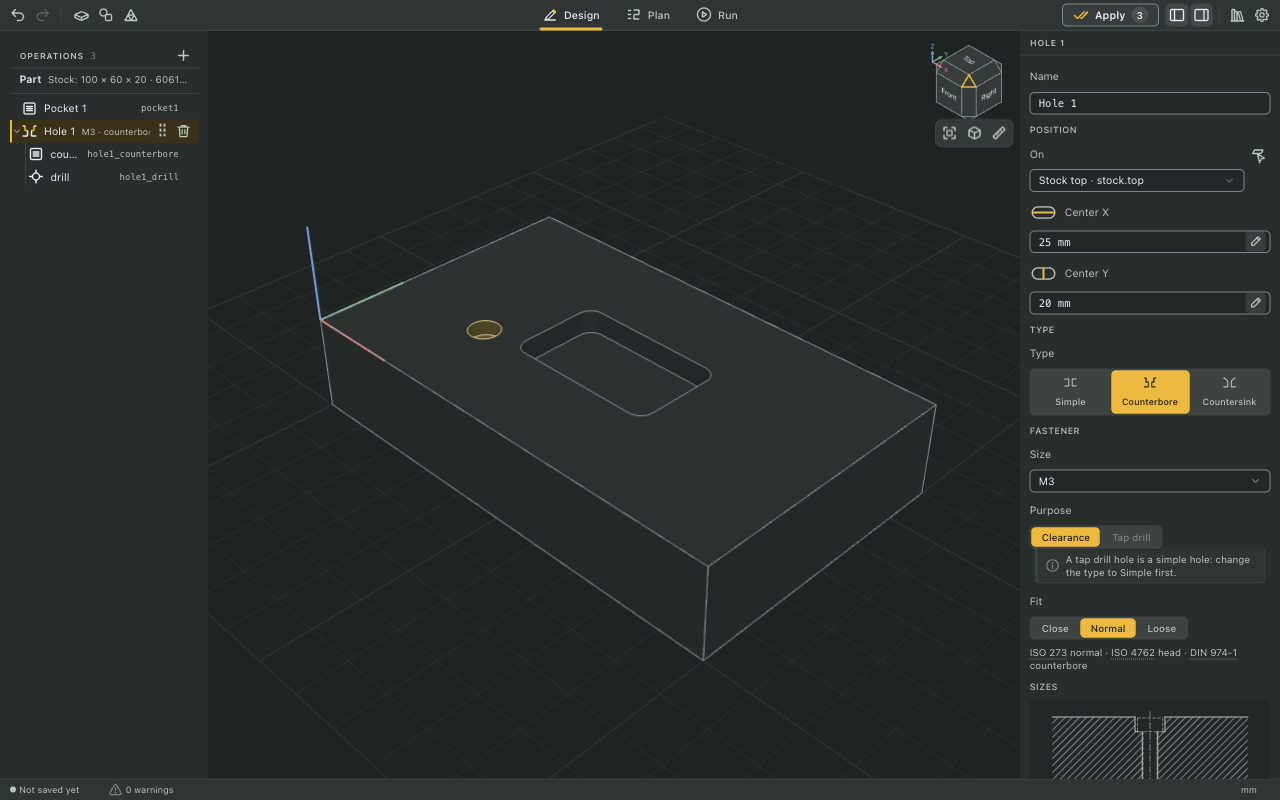 Design
Plan
Run
Apply 3
OPERATIONS 3
Part Stock: 100 × 60 × 20 · 6061...
Pocket 1 pocket1
Hole 1 M3 · counterbo
cou... hole1_counterbore
drill hole1_drill
Z
Y
X
Top
Front
Right
HOLE 1
Name
Hole 1
POSITION
On
Stock top · stock.top
Center X
25 mm
Center Y
20 mm
TYPE
Type
Simple
Counterbore
Countersink
FASTENER
Size
M3
Purpose
Clearance
Tap drill
A tap drill hole is a simple hole: change
the type to Simple first.
Fit
Close
Normal
Loose
ISO 273 normal · ISO 4762 head · DIN 974-1
counterbore
SIZES
Not saved yet
0 warnings
mm